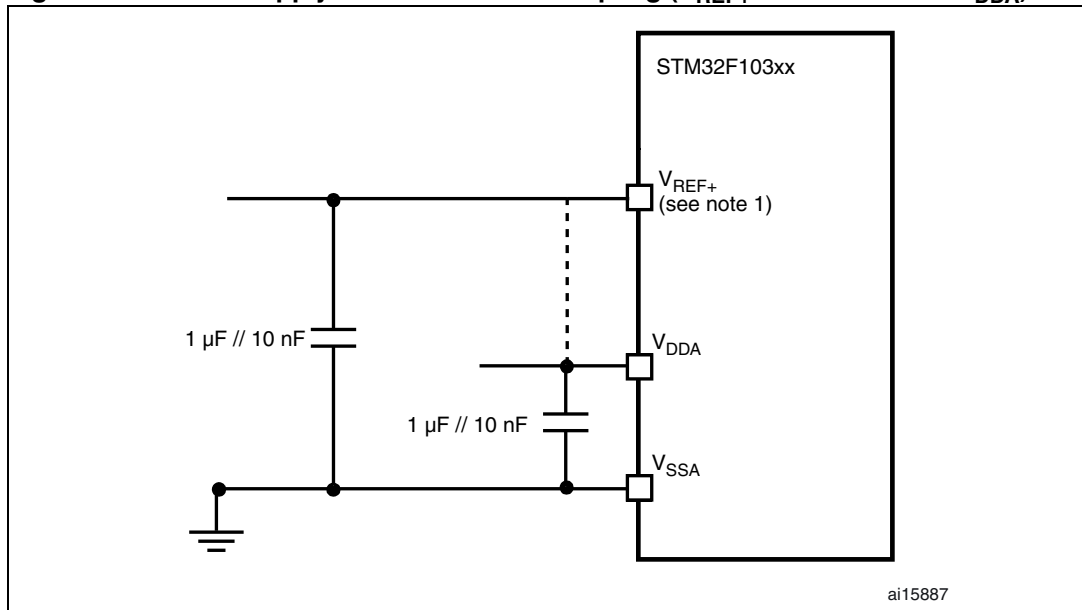 STM32F103xx
VREF+
(see note 1)
1 µF // 10 nF
VDDA
1 µF // 10 nF
VSSA
ai15887